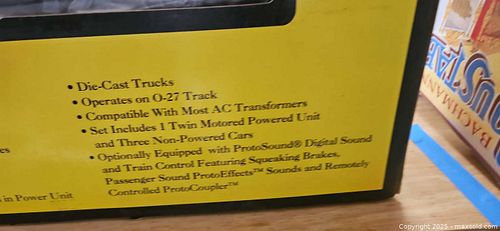 • Die-Cast Trucks
• Operates on O-27 Track
• Compatible With Most AC Transformers
• Set Includes 1 Twin Motored Powered Unit
and Three Non-Powered Cars
• Optionally Equipped with ProtoSound® Digital Sound
and Train Control Featuring Squeaking Brakes,
Passenger Sound ProtoEffects™ Sounds and Remotely
Controlled ProtoCoupler™
in Power Unit
BACHMANN
Copyright © 2025 - maxsold.com